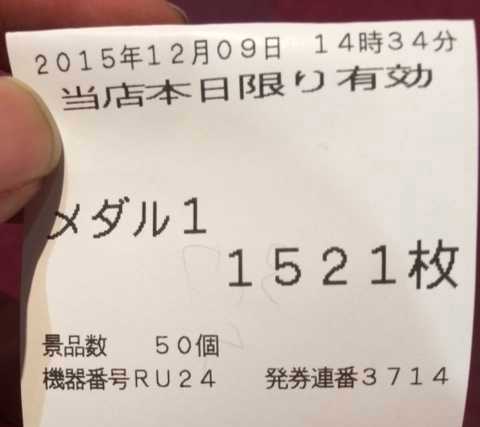 2015年12月09日 14時34分
当店本日限り有効
メダル1
1521枚
景品数 50個
機器番号RU24 発券連番3714